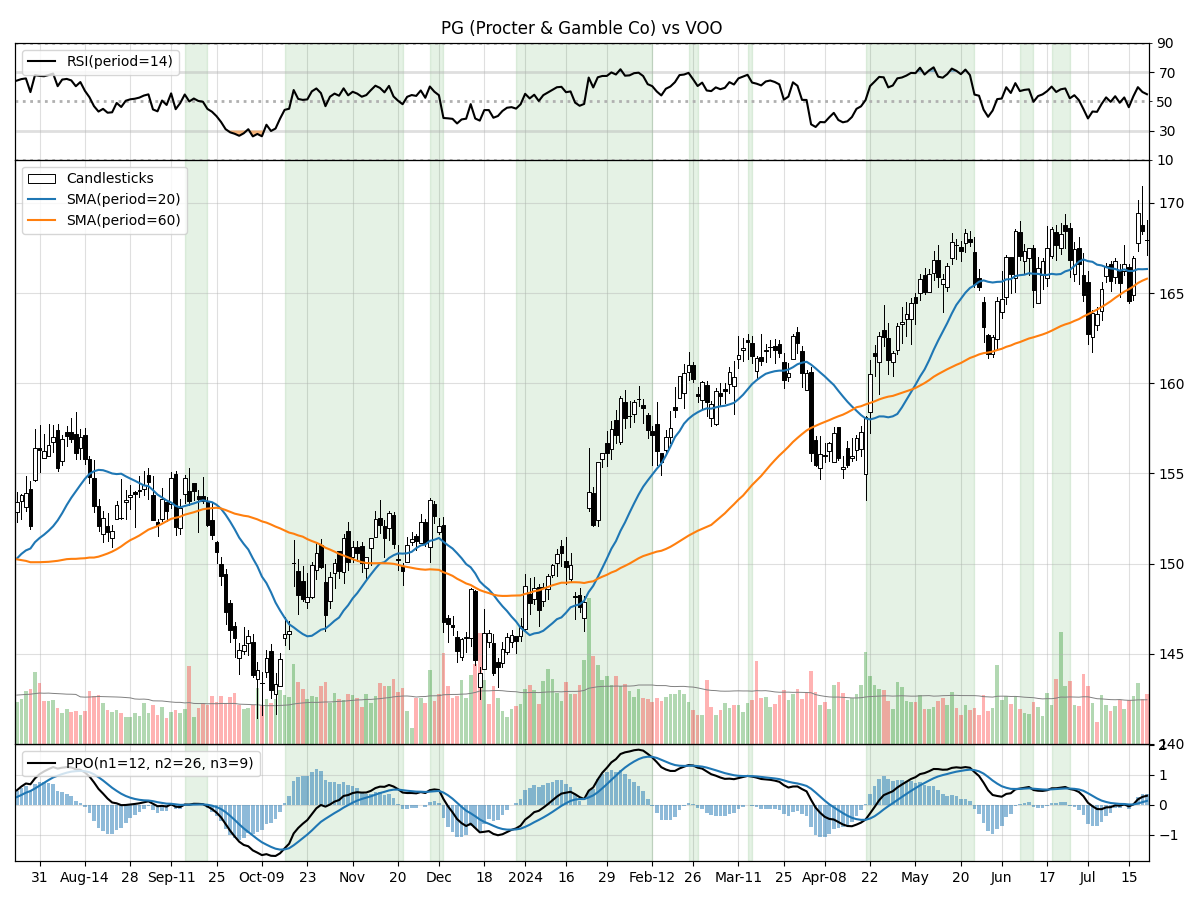 PG (Procter & Gamble Co) vs VOO
RSI(period=14)
90
70
50
30
10
Candlesticks
SMA(period=20)
SMA(period=60)
170
165
160
155
150
145
140
PPO(n1=12, n2=26, n3=9)
2
1
0
−1
31 Aug-14 28 Sep-11 25 Oct-09 23 Nov 20 Dec 18 2024 16 29 Feb-12 26 Mar-11 25 Apr-08 22 May 20 Jun 17 Jul 15